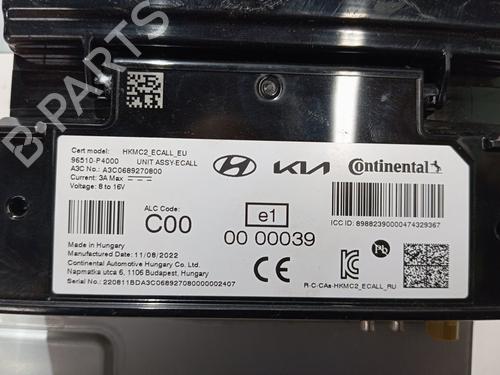 Cert model: HKMC2_ECALL_EU
96510-P4000 UNIT ASSY-ECALL
A3C No.: A3C0689270800
Current: 3A Max
Voltage: 8 to 16V
KIA
Continental
ALC Code:
C00
e1
00 00039
ICC ID: 89882390000474329367
Made in Hungary
Manufactured Date: 11/08/2022
Continental Automotive Hungary Co. Ltd.
Napmatka utca 6, 1106 Budapest, Hungary
Serial No.: 220811BDA3C0689270800000002407
CE
Pb
R-C-CAs-HKMC2_ECALL_RU
B-PARTS